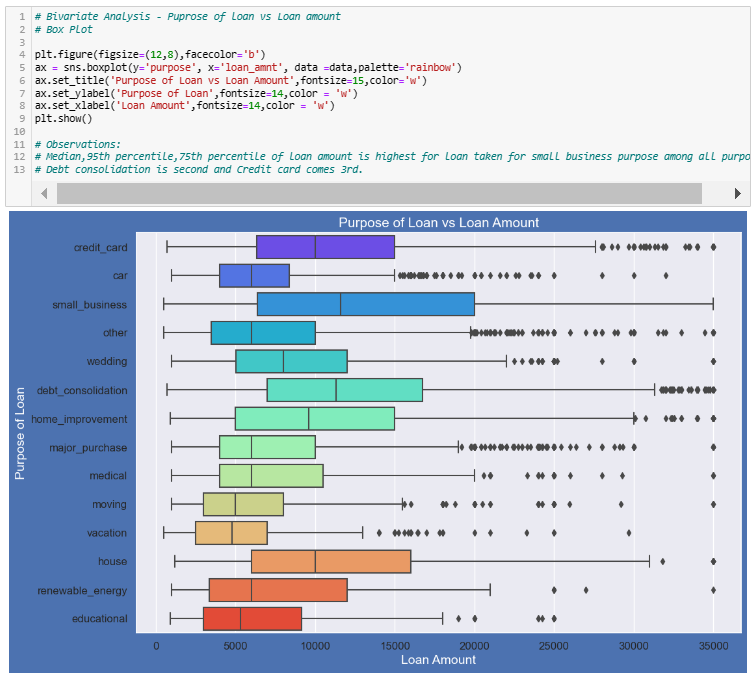 1 # Bivariate Analysis - Puprose of loan vs Loan amount
2 # Box Plot
3
4 plt.figure(figsize=(12,8),facecolor='b')
5 ax = sns.boxplot(y='purpose', x='loan_amnt', data =data,palette='rainbow')
6 ax.set_title('Purpose of Loan vs Loan Amount',fontsize=15,color='w')
7 ax.set_ylabel('Purpose of Loan',fontsize=14,color = 'w')
8 ax.set_xlabel('Loan Amount',fontsize=14,color = 'w')
9 plt.show()
10
11 # Observations:
12 # Median,95th percentile,75th percentile of loan amount is highest for loan taken for small business purpose among all purpo
13 # Debt consolidation is second and Credit card comes 3rd.
Purpose of Loan vs Loan Amount
Purpose of Loan
credit_card
car
small_business
other
wedding
debt_consolidation
home_improvement
major_purchase
medical
moving
vacation
house
renewable_energy
educational
0 5000 10000 15000 20000 25000 30000 35000
Loan Amount